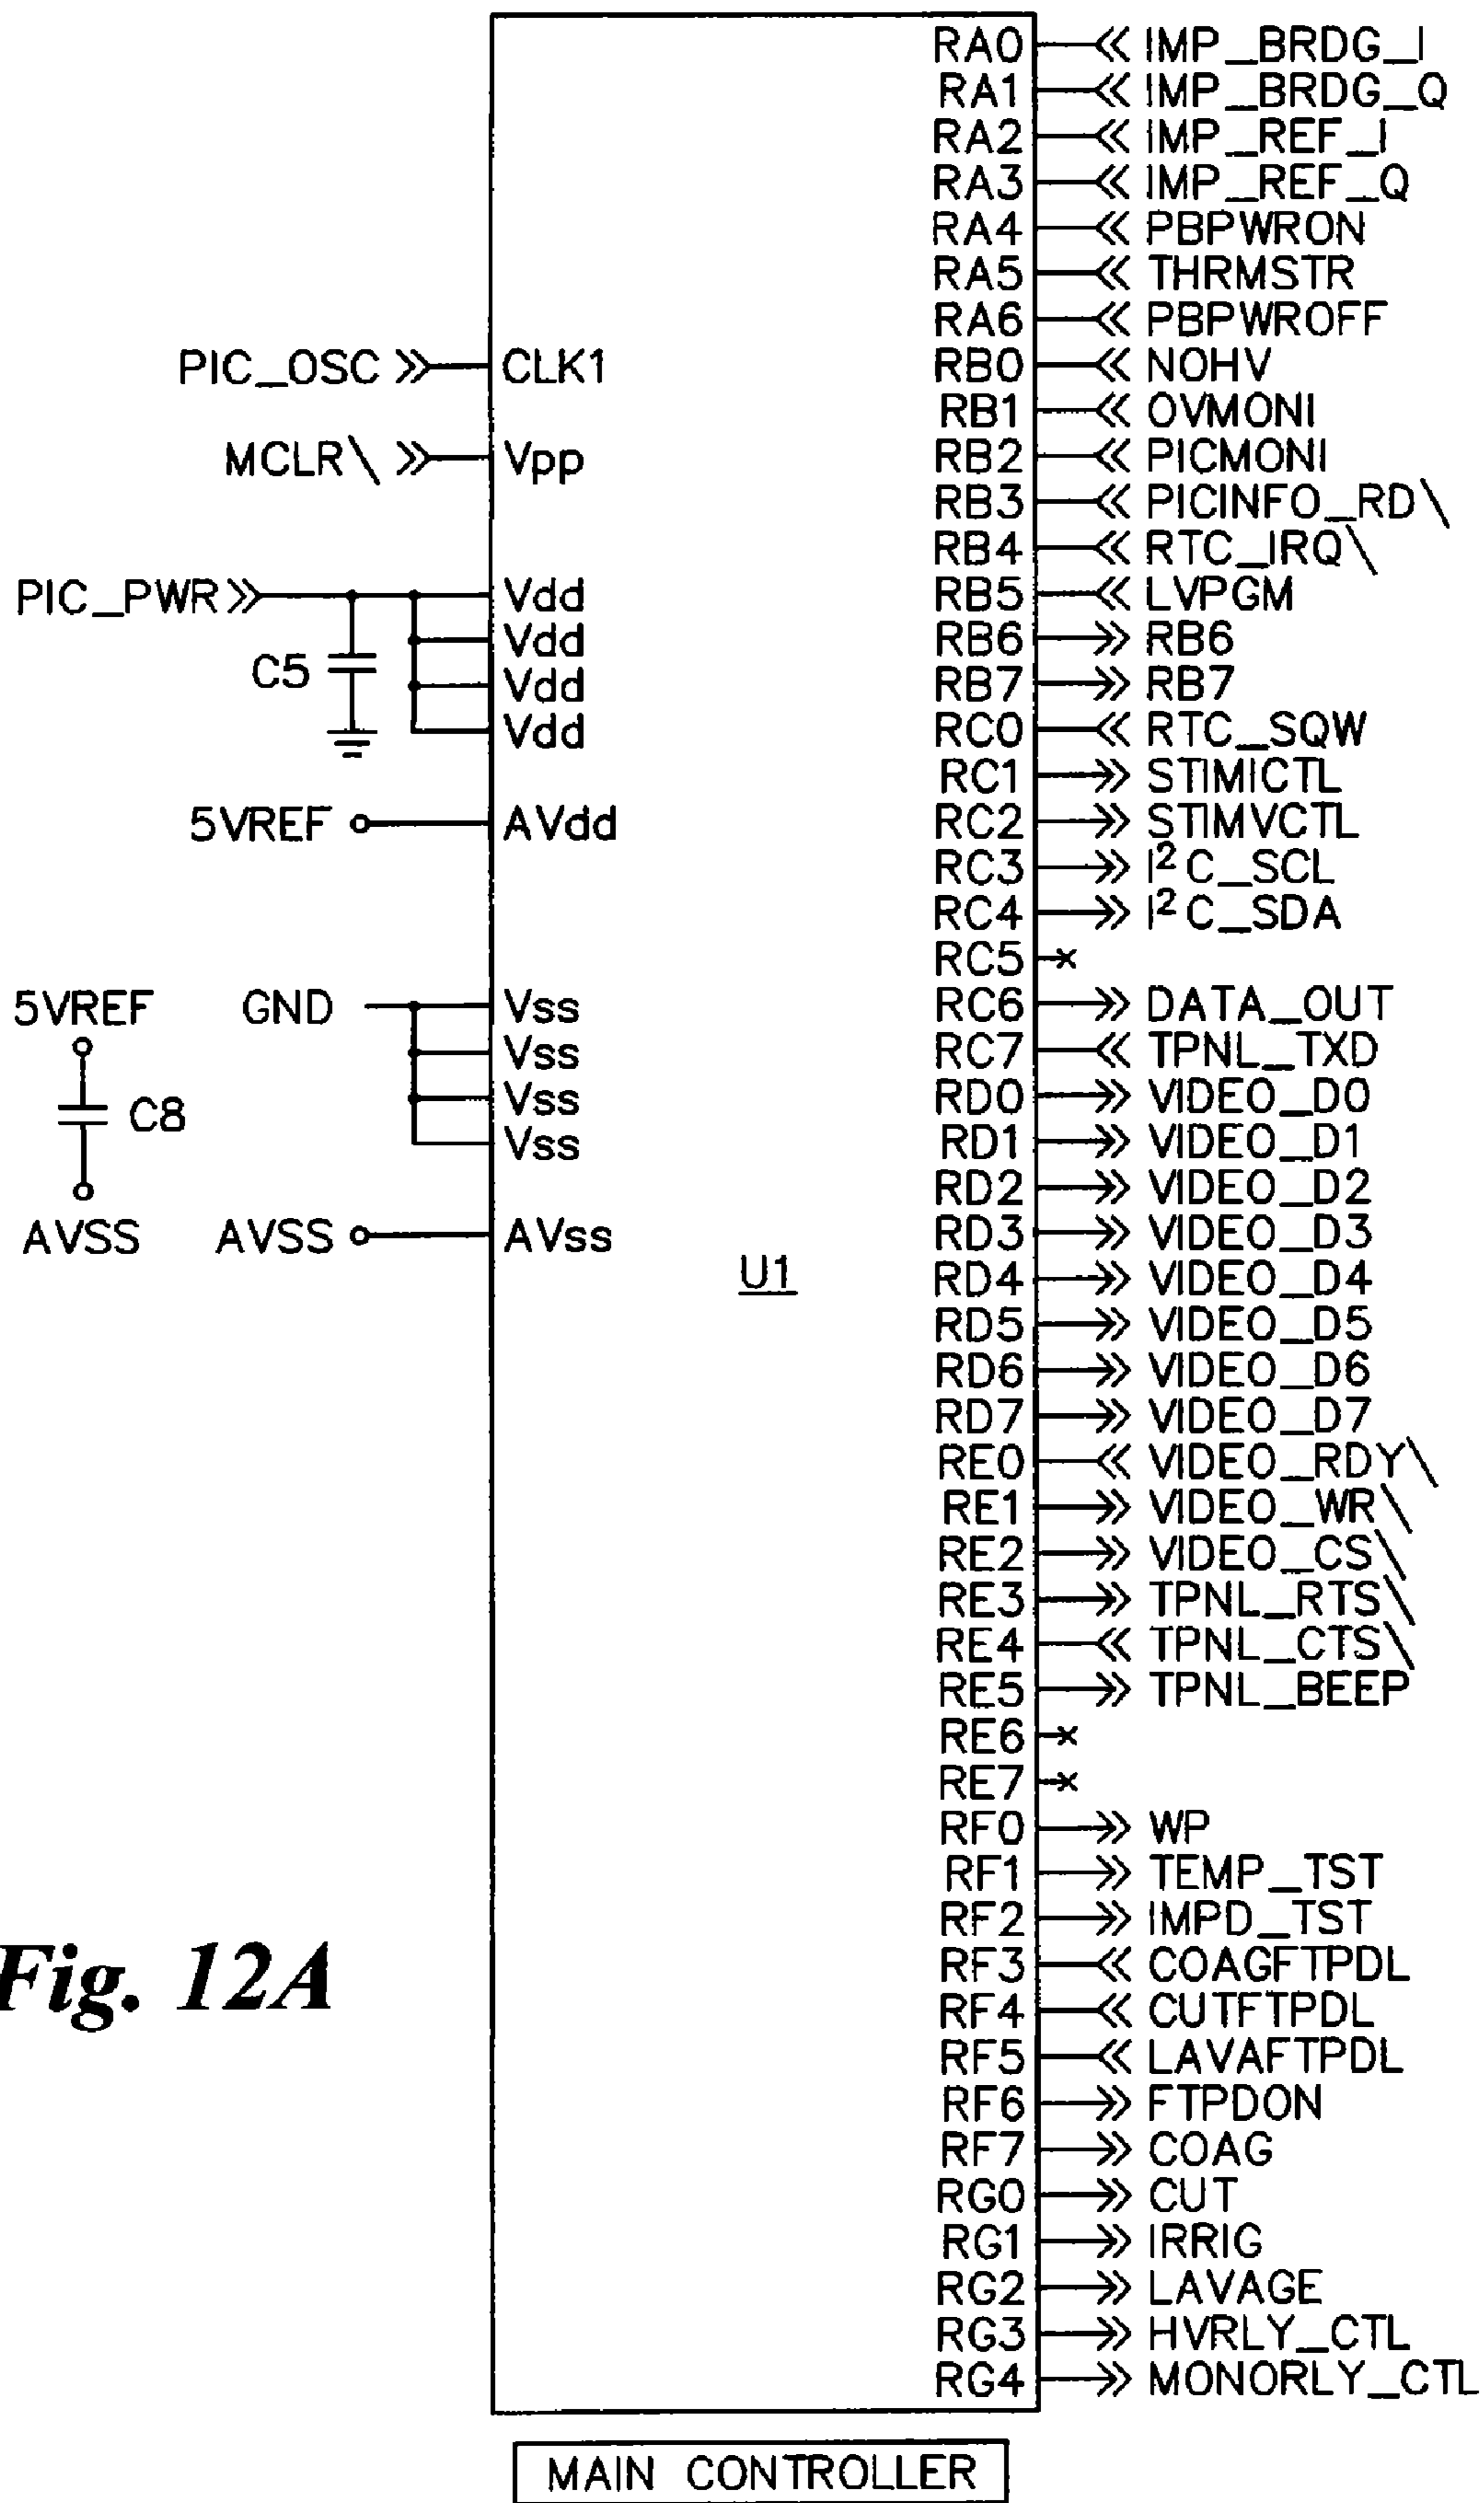 RA0 IMP_BRDG_I
RA1 IMP_BRDG_Q
RA2 IMP_REF_I
RA3 IMP_REF_Q
RA4 PBPWRON
RA5 THRMSTR
RA6 PBPWROFF
PIC_OSC CLK1 RB0 NOHV
RB1 OVMONI
MCLR\ Vpp RB2 PICMONI
RB3 PICINFO_RD\
RB4 RTC_IRQ\
PIC_PWR Vdd RB5 LVPGM
Vdd RB6 RB6
C5 Vdd RB7 RB7
Vdd RC0 RTC_SQW
RC1 STIMICTL
5VREF AVdd RC2 STIMVCTL
RC3 I²C_SCL
RC4 I²C_SDA
RC5
5VREF GND Vss RC6 DATA_OUT
Vss RC7 TPNL_TXD
C8 Vss RD0 VIDEO_D0
Vss RD1 VIDEO_D1
RD2 VIDEO_D2
AVSS AVSS AVss RD3 VIDEO_D3
U1 RD4 VIDEO_D4
RD5 VIDEO_D5
RD6 VIDEO_D6
RD7 VIDEO_D7
RE0 VIDEO_RDY\
RE1 VIDEO_WR\
RE2 VIDEO_CS\
RE3 TPNL_RTS\
RE4 TPNL_CTS\
RE5 TPNL_BEEP
RE6
RE7
RF0 WP
RF1 TEMP_TST
RF2 IMPD_TST
Fig. 12A
RF3 COAGFTPDL
RF4 CUTFTPDL
RF5 LAVAFTPDL
RF6 FTPDON
RF7 COAG
RG0 CUT
RG1 IRRIG
RG2 LAVAGE
RG3 HVRLY_CTL
RG4 MONORLY_CTL
MAIN CONTROLLER